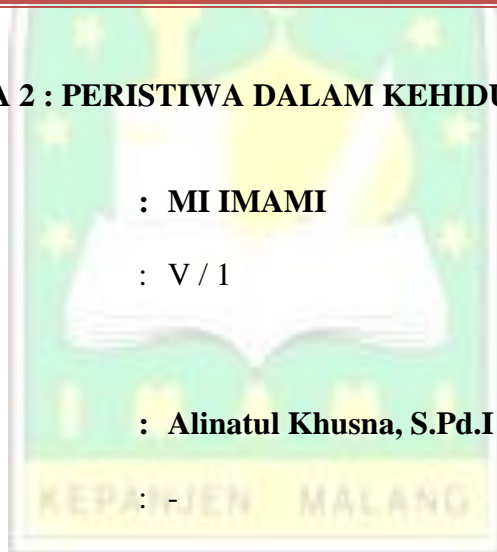 A 2 : PERISTIWA DALAM KEHIDU
: MI IMAMI
: V / 1
: Alinatul Khusna, S.Pd.I
: -
I M A M I
KEPANJEN MALANG